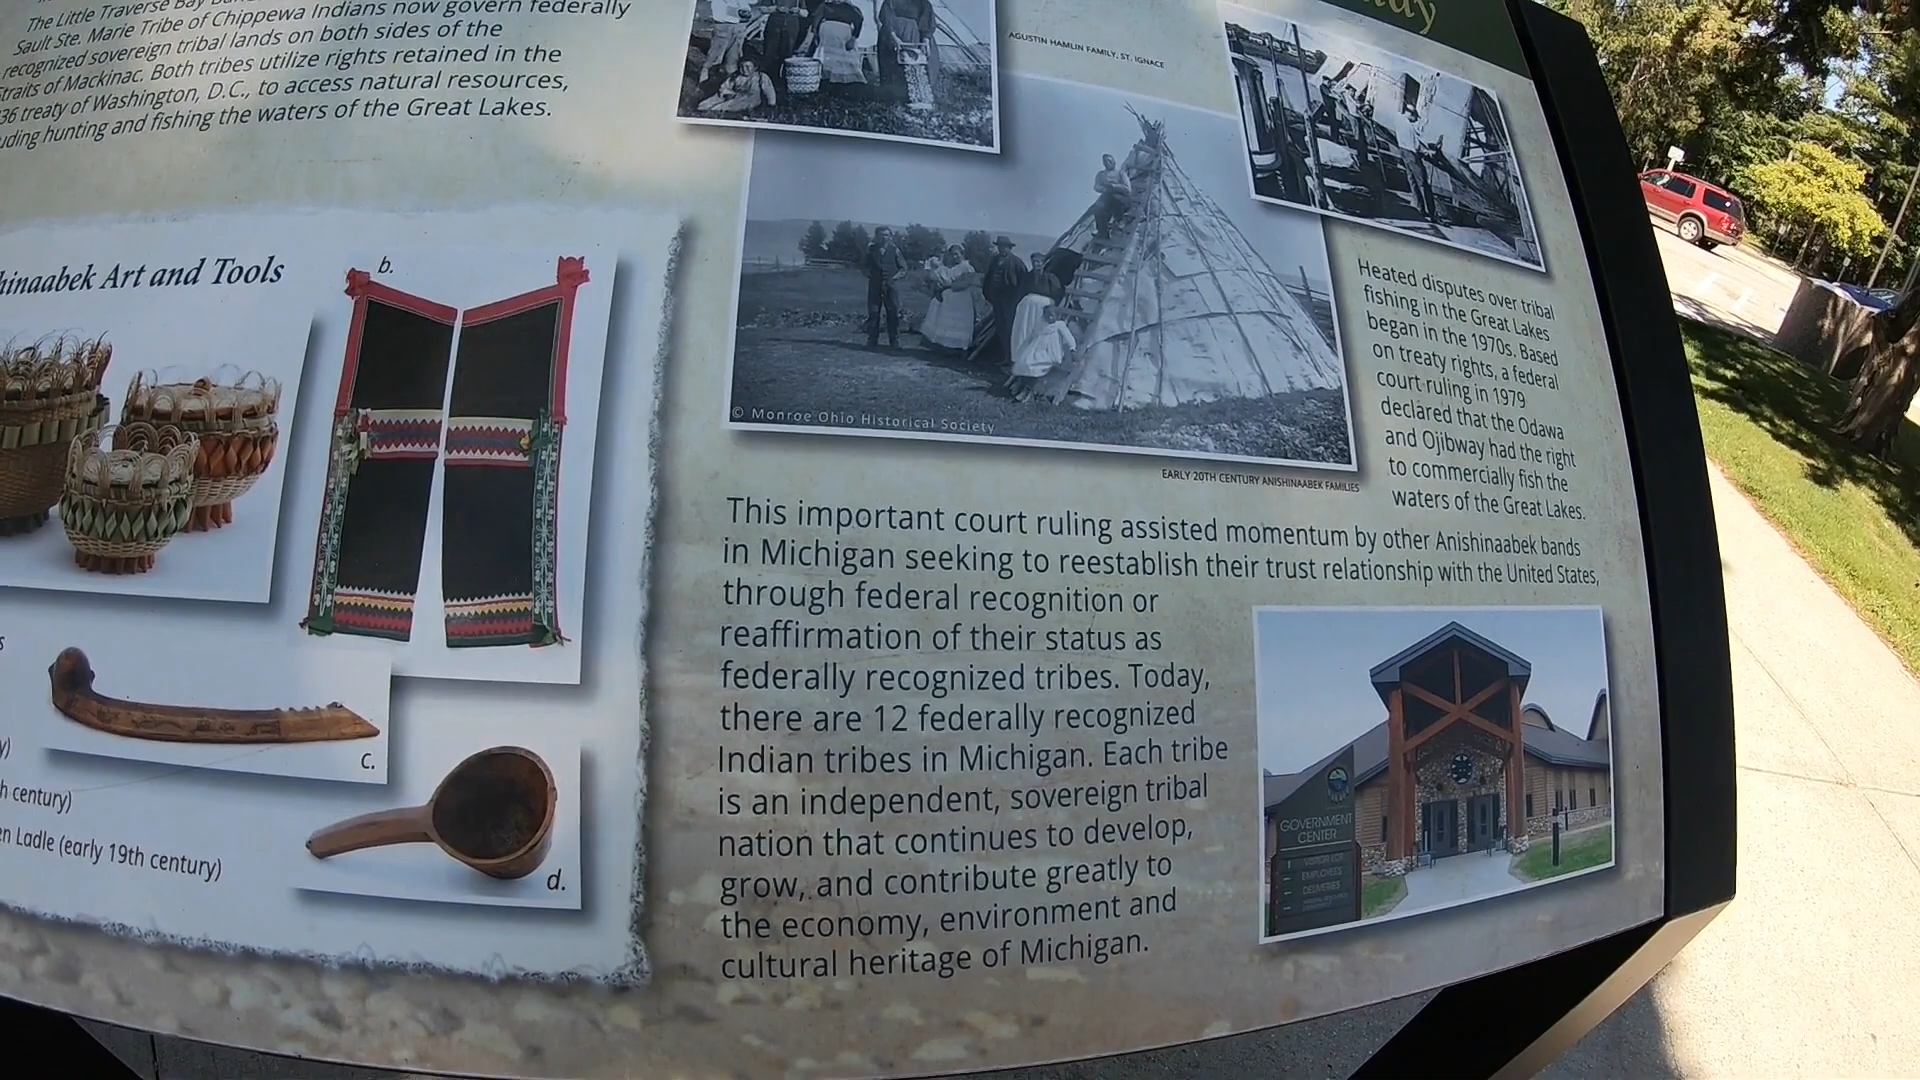 The Little Traverse Bay
Sault Ste. Marie Tribe of Chippewa Indians now govern federally
recognized sovereign tribal lands on both sides of the
Straits of Mackinac. Both tribes utilize rights retained in the
36 treaty of Washington, D.C., to access natural resources,
uding hunting and fishing the waters of the Great Lakes.
hinaabek Art and Tools
b.
c.
y)
h century)
en Ladle (early 19th century)
d.
AGUSTIN HAMLIN FAMILY, ST. IGNACE
© Monroe Ohio Historical Society
EARLY 20TH CENTURY ANISHINAABEK FAMILIES
Heated disputes over tribal
fishing in the Great Lakes
began in the 1970s. Based
on treaty rights, a federal
court ruling in 1979
declared that the Odawa
and Ojibway had the right
to commercially fish the
waters of the Great Lakes.
This important court ruling assisted momentum by other Anishinaabek bands
in Michigan seeking to reestablish their trust relationship with the United States,
through federal recognition or
reaffirmation of their status as
federally recognized tribes. Today,
there are 12 federally recognized
Indian tribes in Michigan. Each tribe
is an independent, sovereign tribal
nation that continues to develop,
grow, and contribute greatly to
the economy, environment and
cultural heritage of Michigan.
GOVERNMENT
CENTER
VISITOR LOT
EMPLOYEES
DELIVERIES